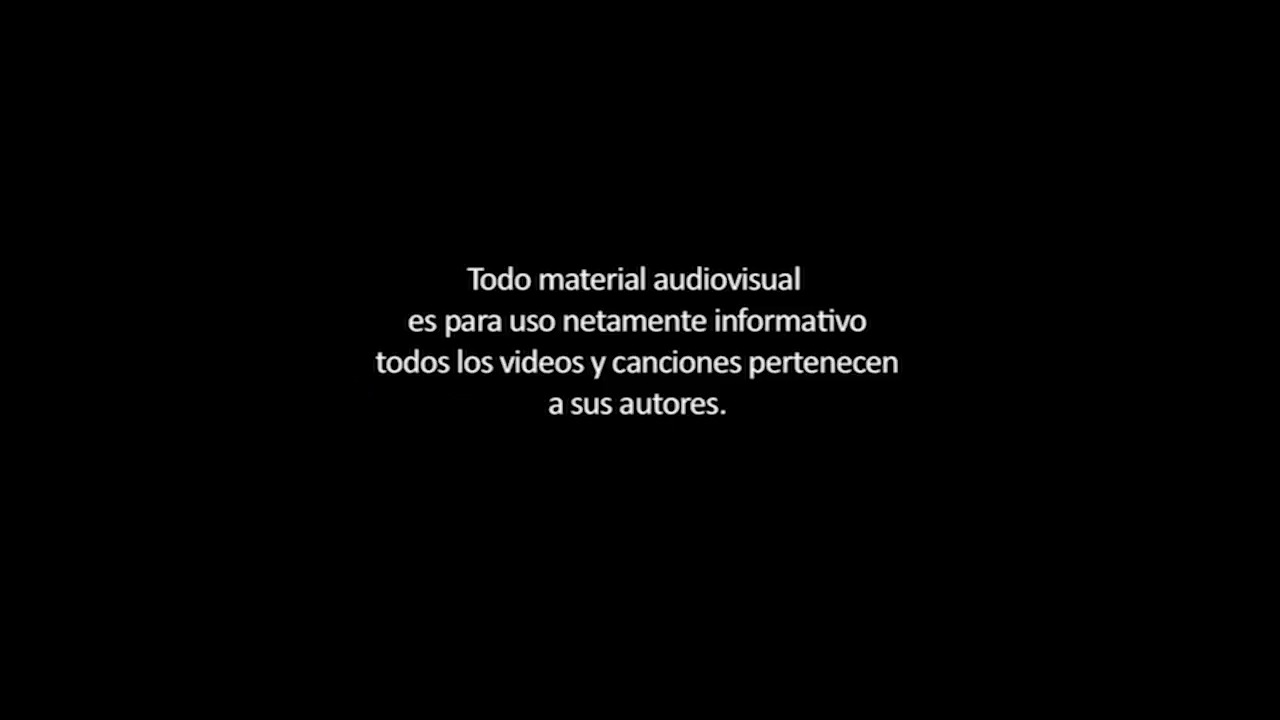 Todo material audiovisual
es para uso netamente informativo
todos los videos y canciones pertenecen
a sus autores.